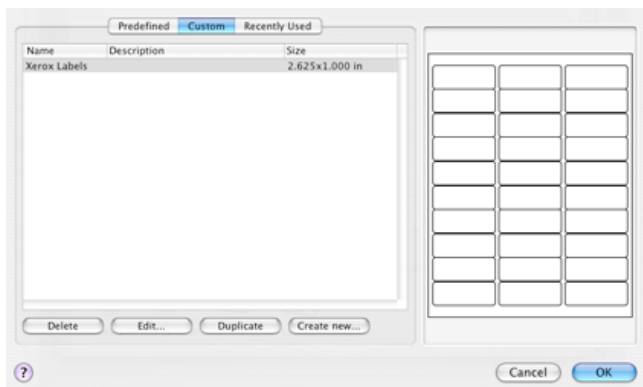 Predefined Custom Recently Used
Name Description Size
Xerox Labels 2.625x1.000 in
Delete Edit... Duplicate Create new...
? Cancel OK